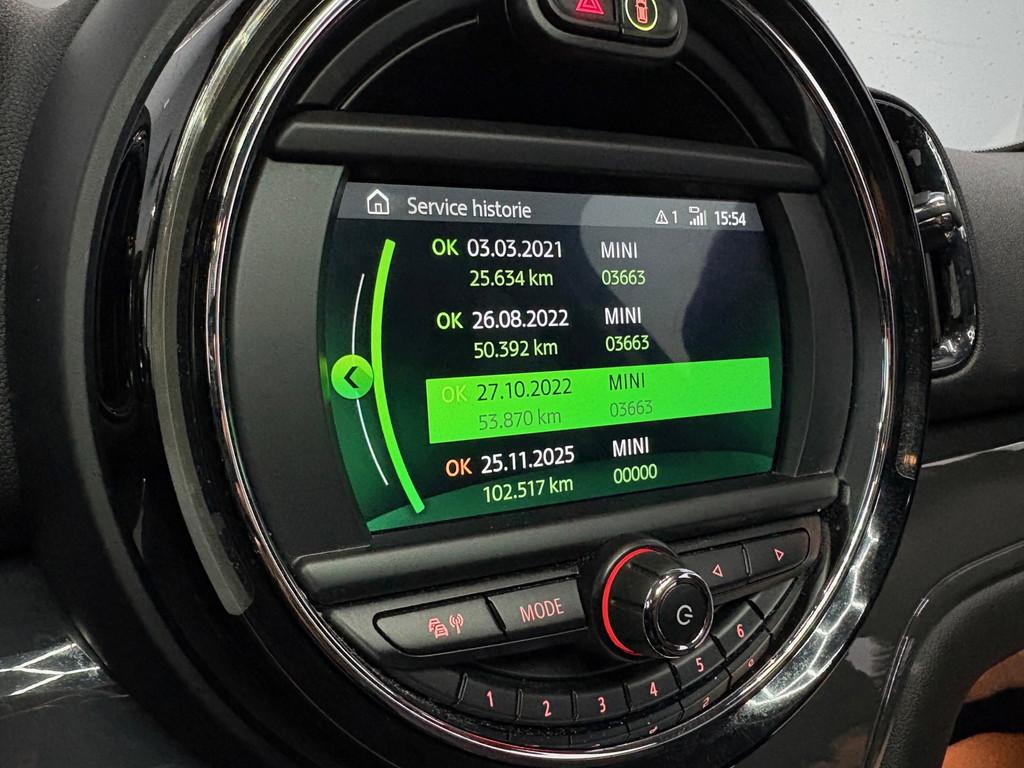 Service historie
1 15:54
OK 03.03.2021 MINI
25.634 km 03663
OK 26.08.2022 MINI
50.392 km 03663
OK 27.10.2022 MINI
53.870 km 03663
OK 25.11.2025 MINI
102.517 km 00000
MODE
1 2 3 4 5 6